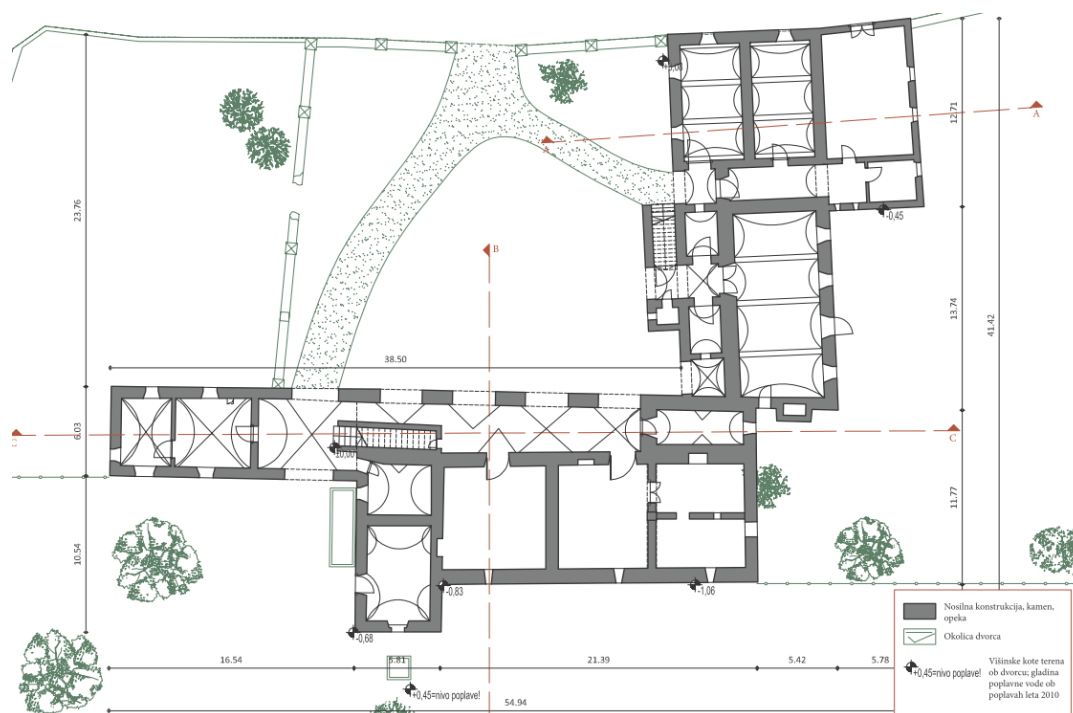 A
A
12.71
23.76
-0,45
B
13.74
41.42
38.50
6.03
C
±0,00
11.77
10.54
-0,83
-1,06
-0,68
Nosilna konstrukcija, kamen,
opeka
Okolica dvorca
+0,45=nivo poplave!
Višinske kote terena
ob dvorcu; gladina
poplavne vode ob
poplavah leta 2010
16.54
5.81
21.39
5.42
5.78
+0,45=nivo poplave!
54.94